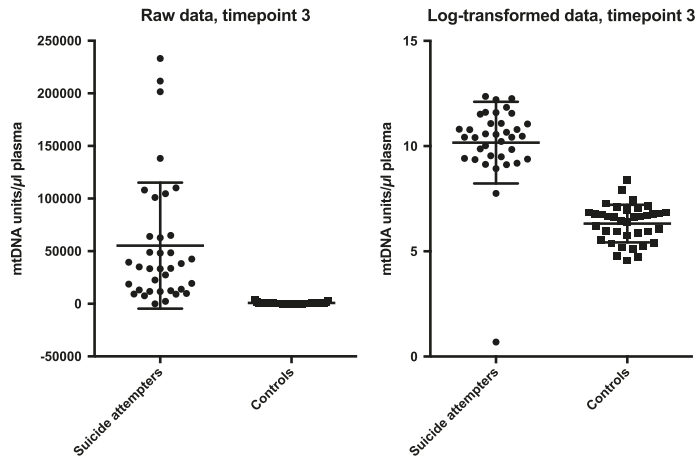 Raw data, timepoint 3
mtDNA units/µl plasma
250000
200000
150000
100000
50000
0
-50000
Suicide attempters
Controls
Log-transformed data, timepoint 3
mtDNA units/µl plasma
15
10
5
0
Suicide attempters
Controls